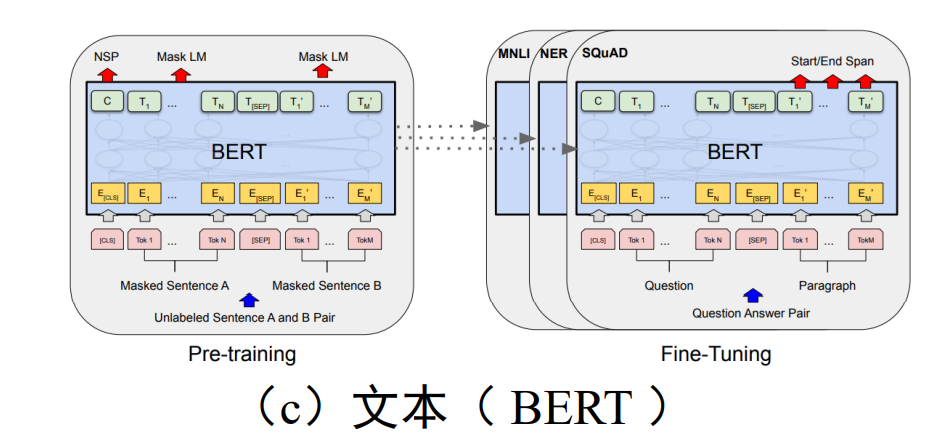 NSP Mask LM Mask LM
C T1 ... TN T[SEP] T1' ... TM'
BERT
E[CLS] E1 ... EN E[SEP] E1' ... EM'
[CLS] Tok 1 ... Tok N [SEP] Tok 1 ... TokM
Masked Sentence A Masked Sentence B
Unlabeled Sentence A and B Pair
Pre-training
MNLI NER SQuAD
Start/End Span
C T1 ... TN T[SEP] T1' ... TM'
BERT
E[CLS] E1 ... EN E[SEP] E1' ... EM'
[CLS] Tok 1 ... Tok N [SEP] Tok 1 ... TokM
Question Paragraph
Question Answer Pair
Fine-Tuning
（c）文本（ BERT ）